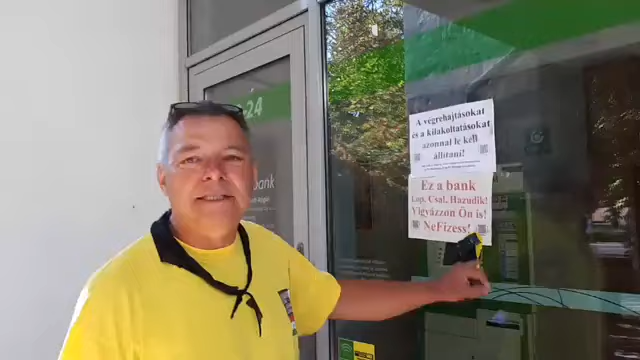 -24
bank
A végrehajtásokat
és a kilakoltatásokat
azonnal le kell
állítani!
Ez a bank
Lop, Csal, Hazudik!
Vigyázzon Ön is!
NeFizess!